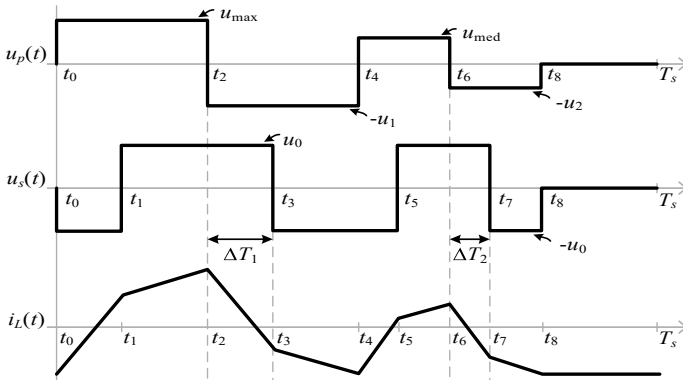 u_max
u_med
u_p(t)
t_0 t_2 t_4 t_6 t_8 T_s
-u_1
-u_2
u_0
u_s(t)
t_0 t_1 t_3 t_5 t_7 t_8 T_s
ΔT_1 ΔT_2
-u_0
i_L(t)
t_0 t_1 t_2 t_3 t_4 t_5 t_6 t_7 t_8 T_s